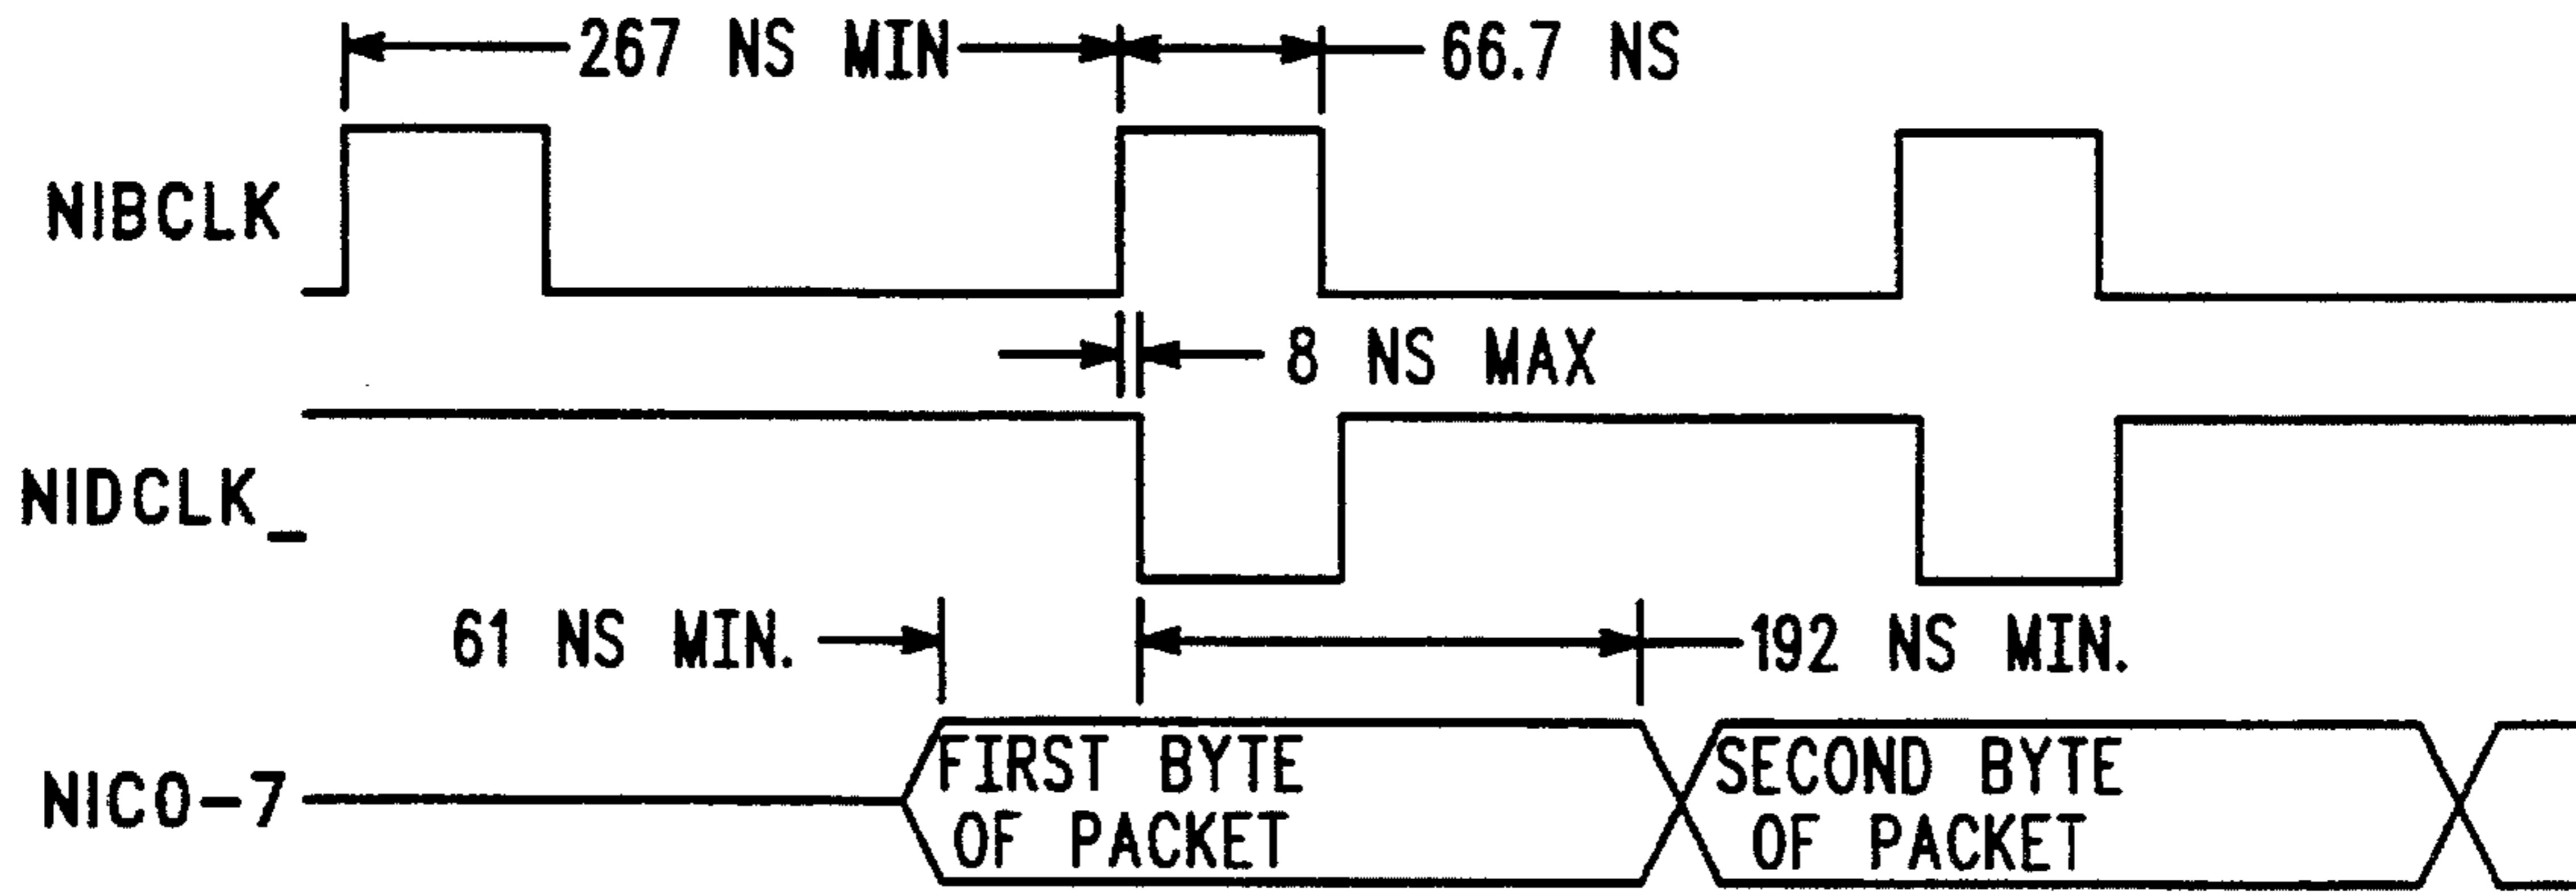 267 NS MIN
66.7 NS
NIBCLK
8 NS MAX
NIDCLK_
61 NS MIN.
192 NS MIN.
NIC0-7
FIRST BYTE
OF PACKET
SECOND BYTE
OF PACKET